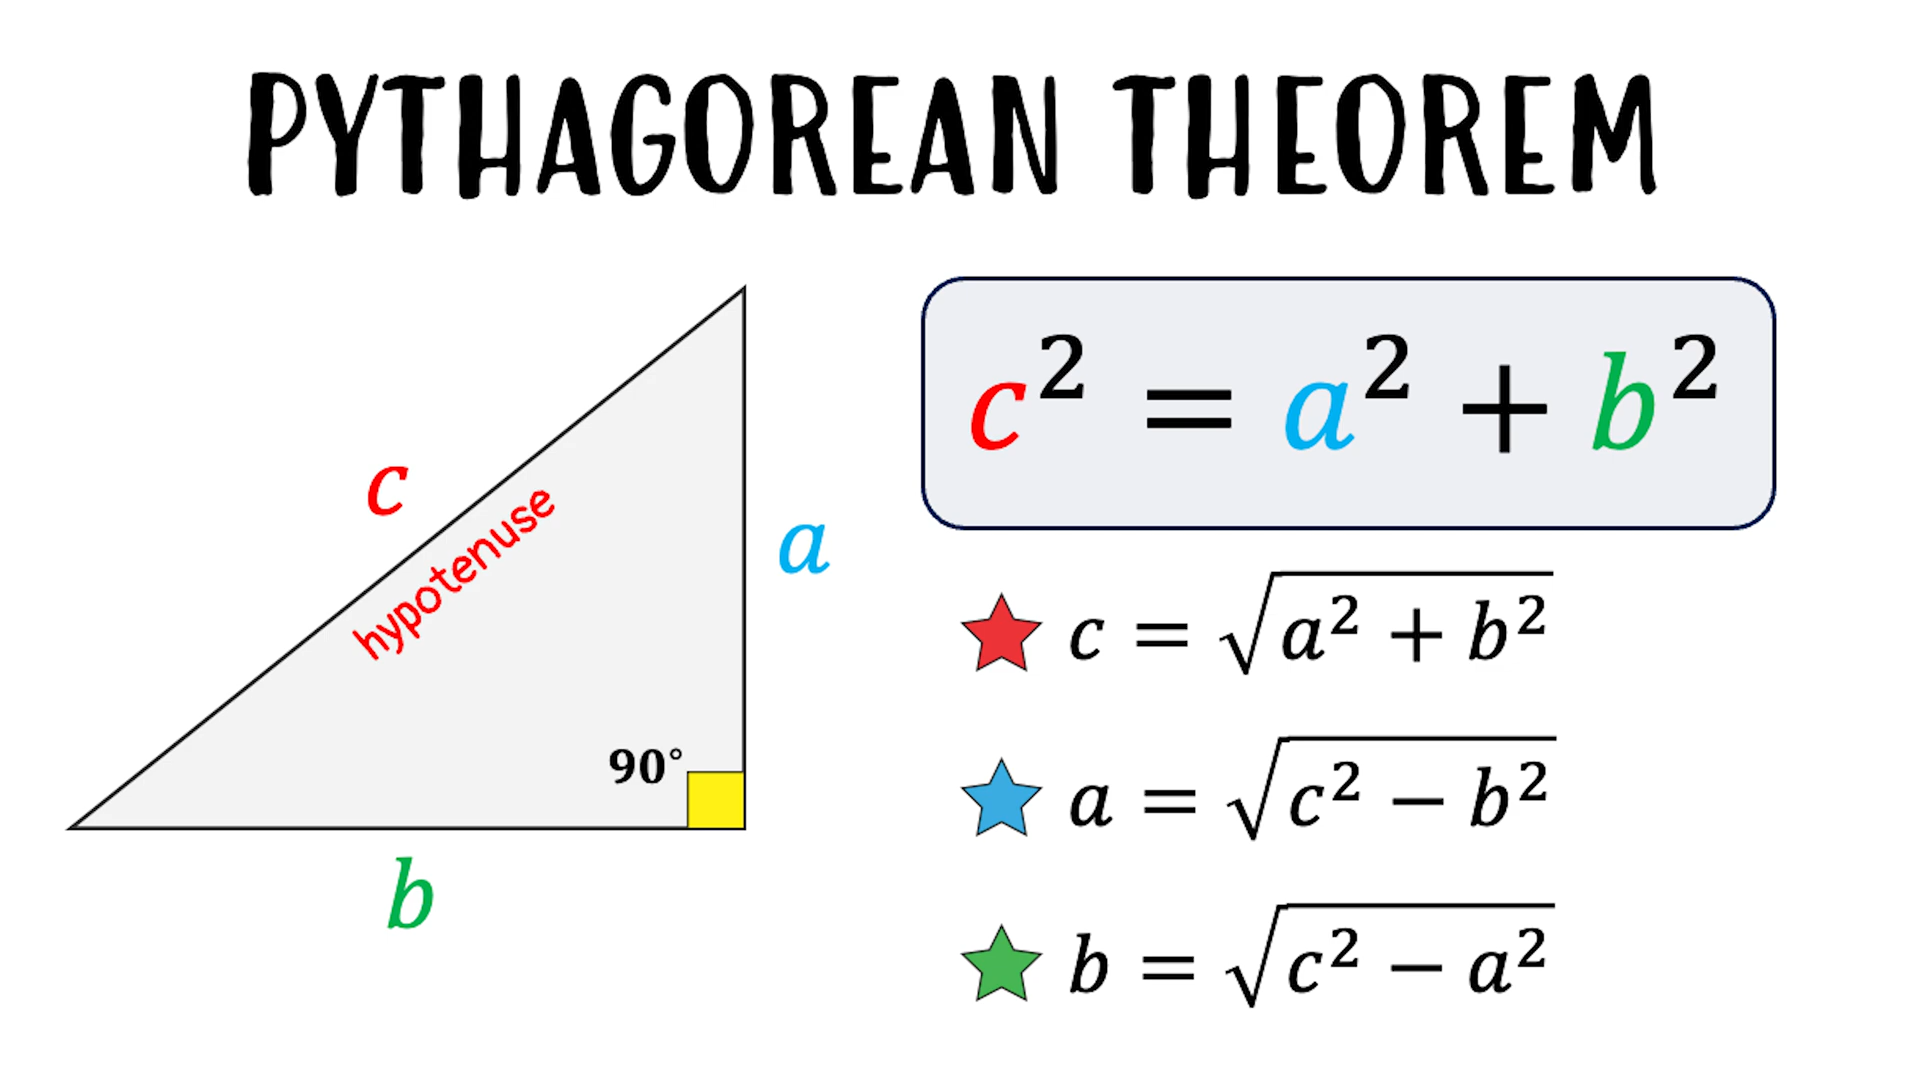 PYTHAGOREAN THEOREM
c
hypotenuse
a
90°
b
c² = a² + b²
c = √(a² + b²)
a = √(c² − b²)
b = √(c² − a²)